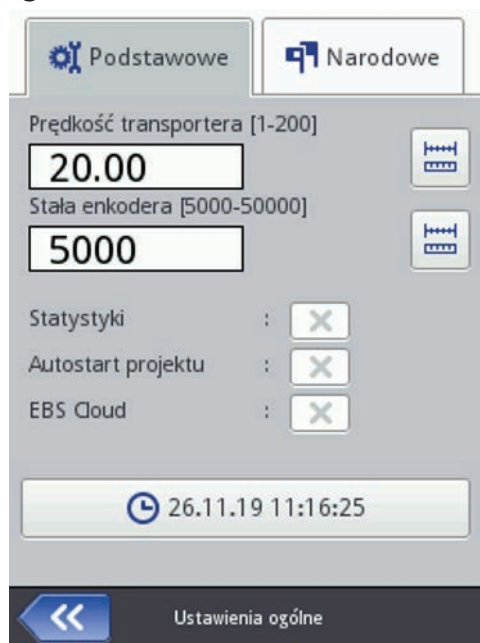 Podstawowe
Narodowe
Prędkość transportera [1-200]
20.00
Stała enkodera [5000-50000]
5000
Statystyki :
Autostart projektu :
EBS Cloud :
26.11.19 11:16:25
Ustawienia ogólne